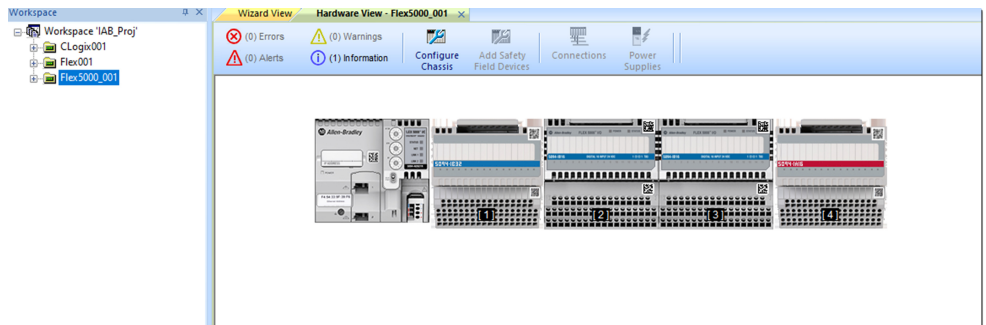 Workspace
Wizard View
Hardware View - Flex5000_001
Workspace 'IAB_Proj'
CLogix001
Flex001
Flex5000_001
(0) Errors
(0) Warnings
(0) Alerts
(1) Information
Configure Chassis
Add Safety Field Devices
Connections
Power Supplies
Allen-Bradley
[1]
[2]
[3]
[4]